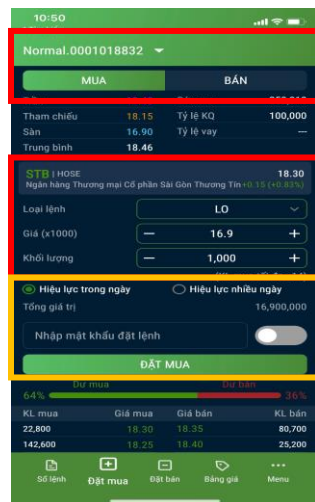 10:50
Normal.0001018832
MUA BÁN
Tham chiếu 18.15 Tỷ lệ KQ 100,000
Sàn 16.90 Tỷ lệ vay —
Trung bình 18.46
STB | HOSE 18.30
Ngân hàng Thương mại Cổ phần Sài Gòn Thương Tín +0.15 (+0.83%)
Loại lệnh LO
Giá (x1000) — 16.9 +
Khối lượng — 1,000 +
Hiệu lực trong ngày Hiệu lực nhiều ngày
Tổng giá trị 16,900,000
Nhập mật khẩu đặt lệnh
ĐẶT MUA
Dư mua Dư bán
64% 36%
KL mua Giá mua Giá bán KL bán
22,800 18.30 18.35 80,700
142,600 18.25 18.40 25,200
Sổ lệnh Đặt mua Đặt bán Bảng giá Menu